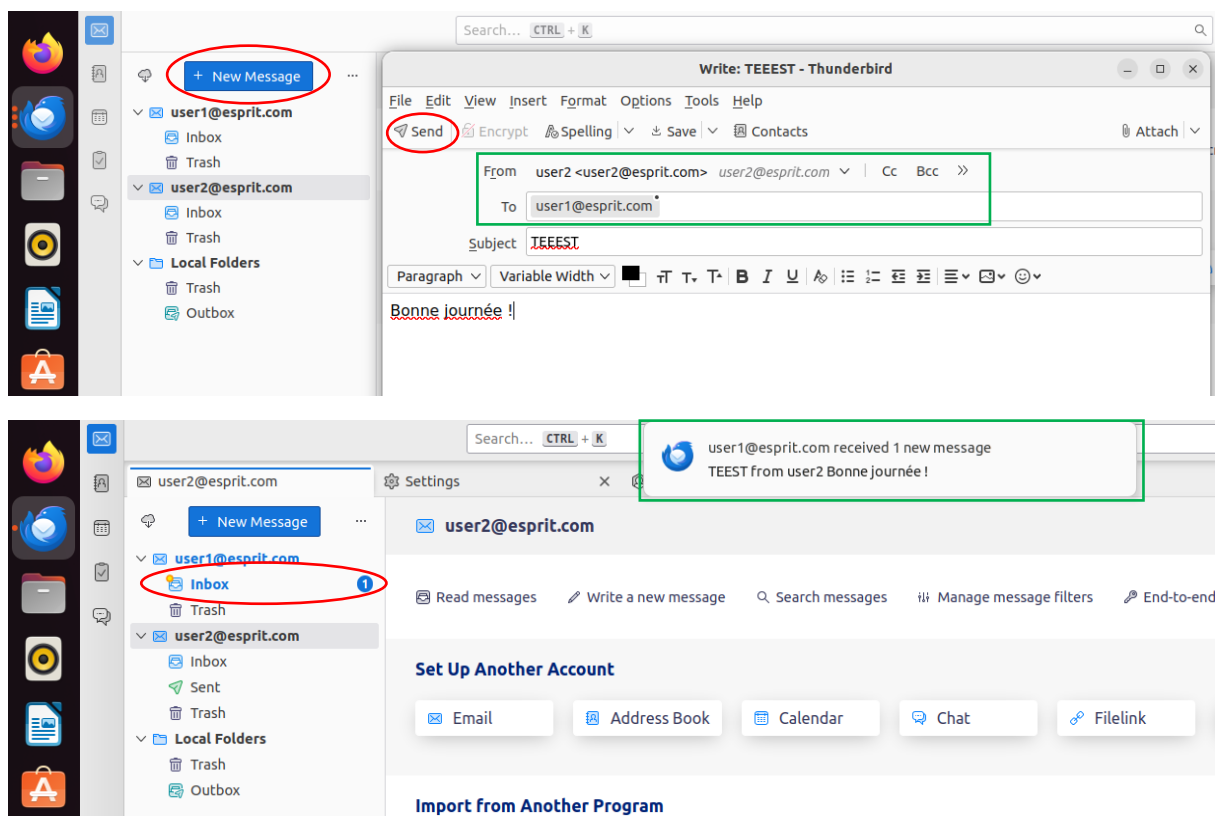 Search... CTRL + K
+ New Message ...
user1@esprit.com
Inbox
Trash
user2@esprit.com
Inbox
Trash
Local Folders
Trash
Outbox
Write: TEEEST - Thunderbird
File Edit View Insert Format Options Tools Help
Send Encrypt Spelling Save Contacts Attach
From user2 <user2@esprit.com> user2@esprit.com Cc Bcc »
To user1@esprit.com
Subject TEEEST
Paragraph Variable Width B I U
Bonne journée !
Search... CTRL + K
user1@esprit.com received 1 new message
TEEST from user2 Bonne journée !
user2@esprit.com Settings
+ New Message ...
user1@esprit.com
Inbox 1
Trash
user2@esprit.com
Inbox
Sent
Trash
Local Folders
Trash
Outbox
user2@esprit.com
Read messages Write a new message Search messages Manage message filters End-to-end
Set Up Another Account
Email Address Book Calendar Chat Filelink
Import from Another Program